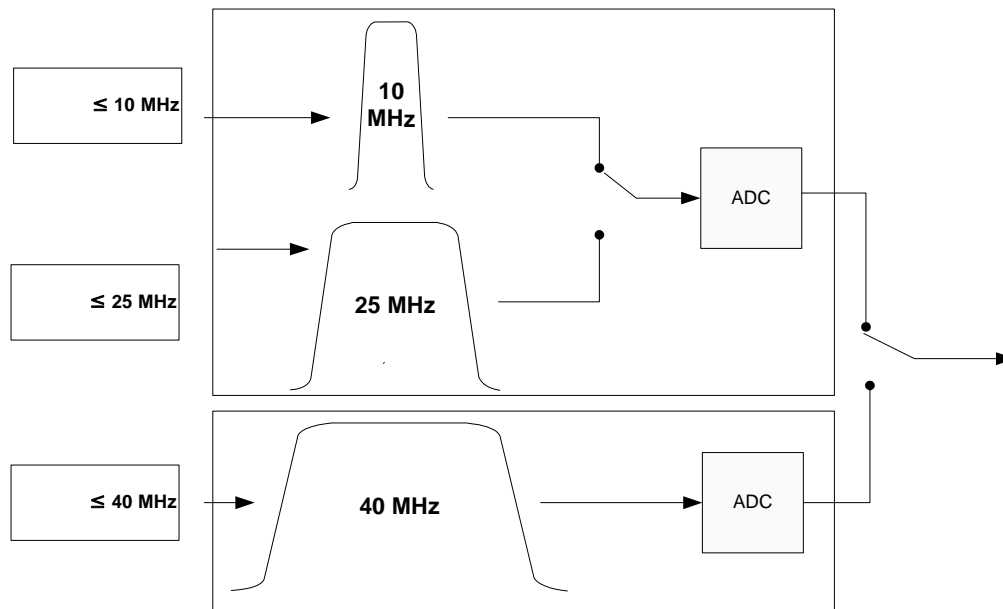 ≤ 10 MHz
10
MHz
ADC
≤ 25 MHz
25 MHz
≤ 40 MHz
40 MHz
ADC